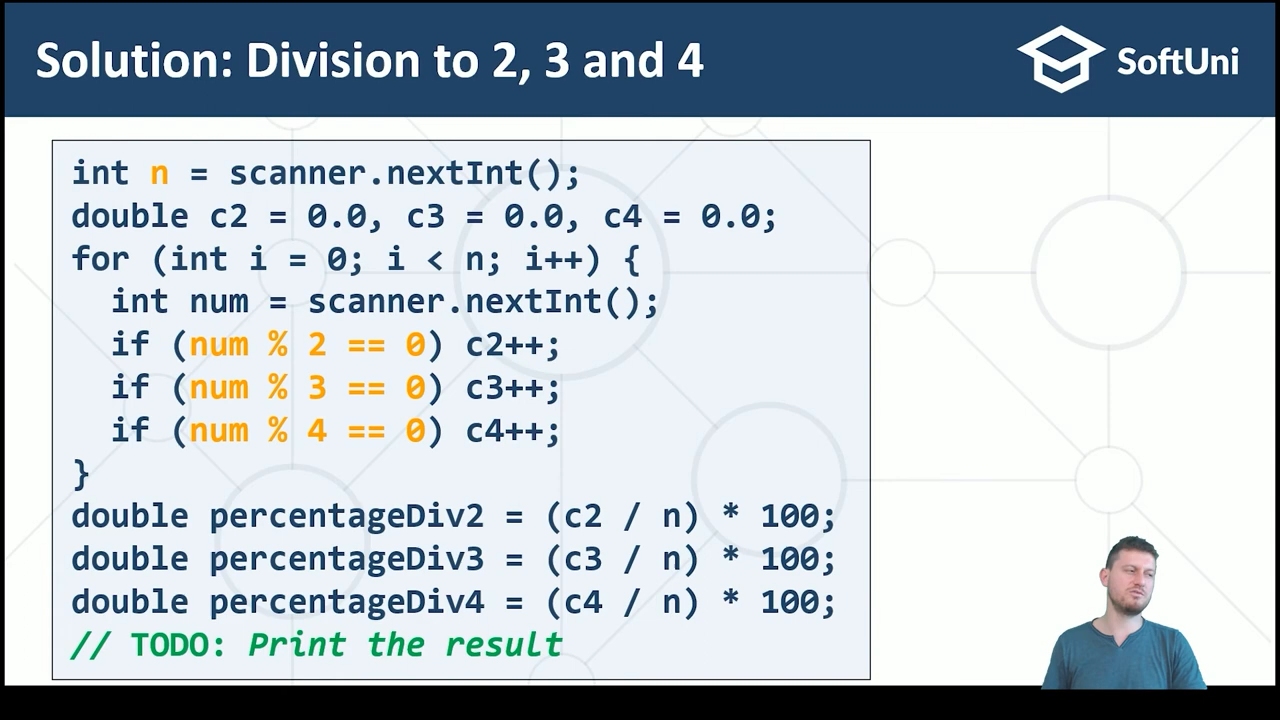 Solution: Division to 2, 3 and 4
SoftUni
int n = scanner.nextInt();
double c2 = 0.0, c3 = 0.0, c4 = 0.0;
for (int i = 0; i < n; i++) {
  int num = scanner.nextInt();
  if (num % 2 == 0) c2++;
  if (num % 3 == 0) c3++;
  if (num % 4 == 0) c4++;
}
double percentageDiv2 = (c2 / n) * 100;
double percentageDiv3 = (c3 / n) * 100;
double percentageDiv4 = (c4 / n) * 100;
// TODO: Print the result